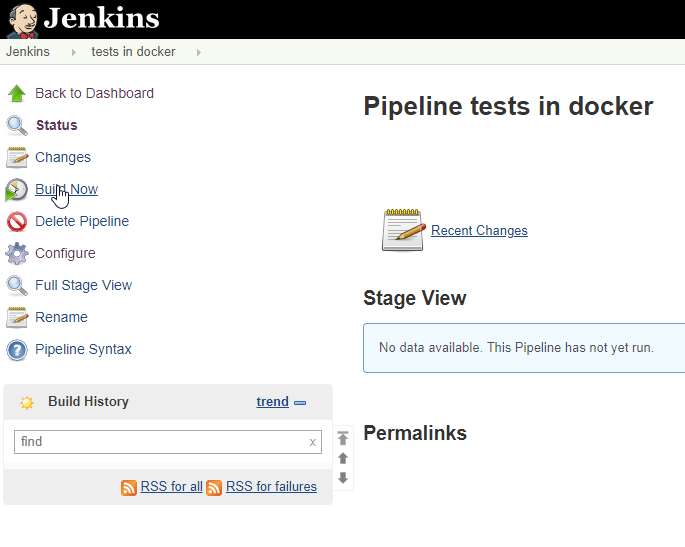 Jenkins
Jenkins tests in docker
Back to Dashboard
Status
Changes
Build Now
Delete Pipeline
Configure
Full Stage View
Rename
Pipeline Syntax
Build History trend
find x
RSS for all RSS for failures
Pipeline tests in docker
Recent Changes
Stage View
No data available. This Pipeline has not yet run.
Permalinks